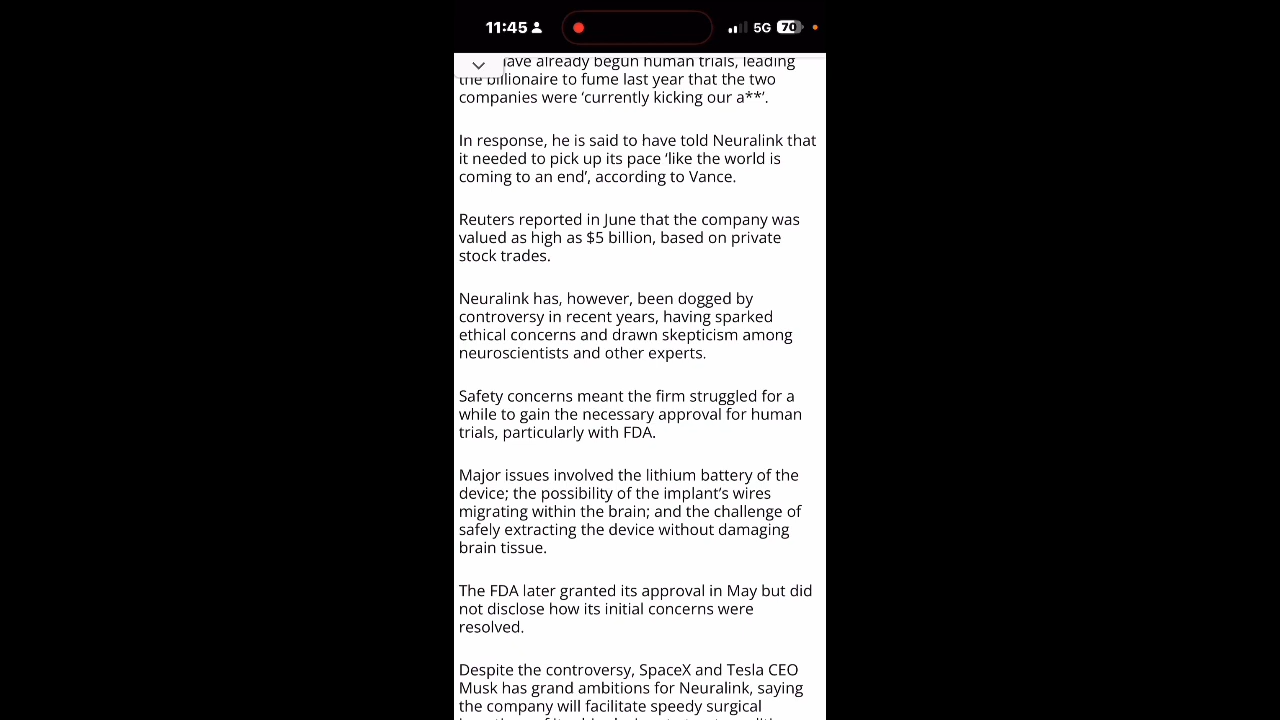 11:45
5G
70
ave already begun human trials, leading
the billionaire to fume last year that the two
companies were ‘currently kicking our a**’.
In response, he is said to have told Neuralink that
it needed to pick up its pace ‘like the world is
coming to an end’, according to Vance.
Reuters reported in June that the company was
valued as high as $5 billion, based on private
stock trades.
Neuralink has, however, been dogged by
controversy in recent years, having sparked
ethical concerns and drawn skepticism among
neuroscientists and other experts.
Safety concerns meant the firm struggled for a
while to gain the necessary approval for human
trials, particularly with FDA.
Major issues involved the lithium battery of the
device; the possibility of the implant’s wires
migrating within the brain; and the challenge of
safely extracting the device without damaging
brain tissue.
The FDA later granted its approval in May but did
not disclose how its initial concerns were
resolved.
Despite the controversy, SpaceX and Tesla CEO
Musk has grand ambitions for Neuralink, saying
the company will facilitate speedy surgical